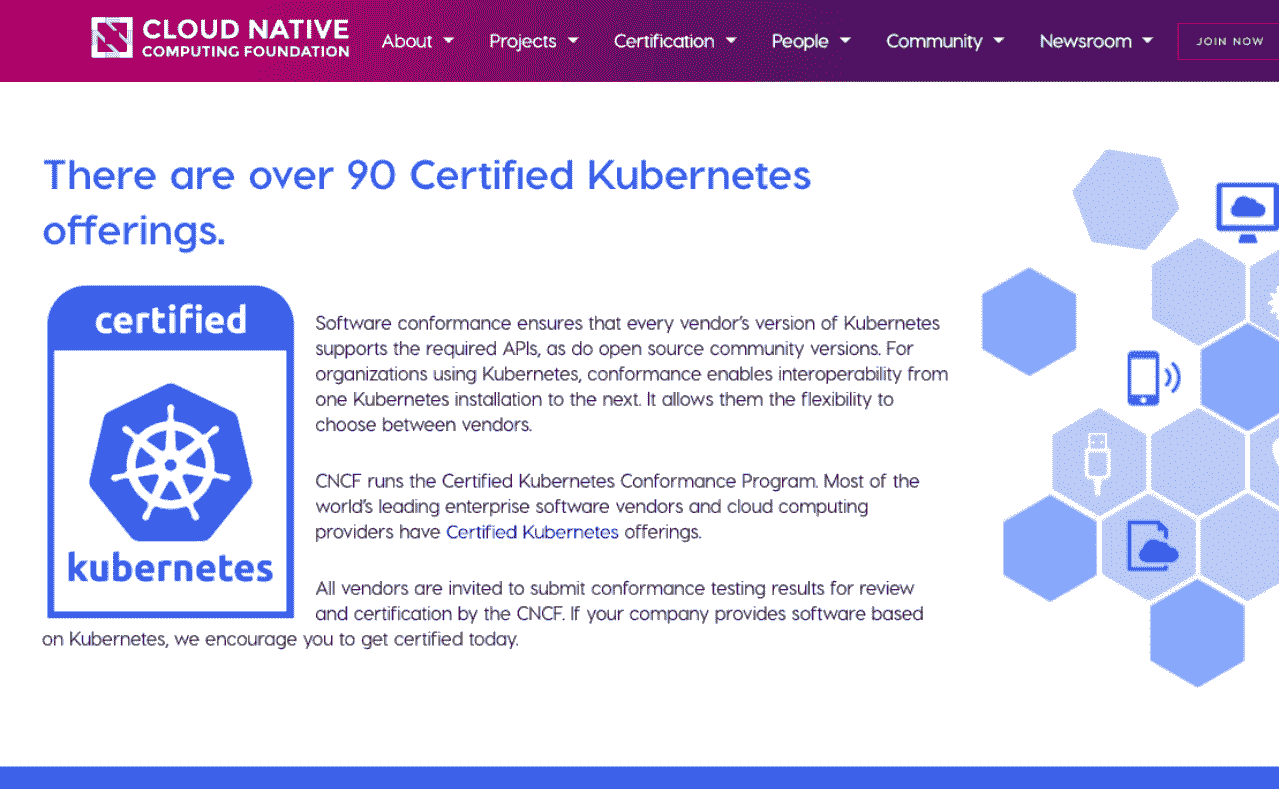 CLOUD NATIVE
COMPUTING FOUNDATION
About
Projects
Certification
People
Community
Newsroom
JOIN NOW
There are over 90 Certified Kubernetes
offerings.
certified
kubernetes
Software conformance ensures that every vendor's version of Kubernetes
supports the required APIs, as do open source community versions. For
organizations using Kubernetes, conformance enables interoperability from
one Kubernetes installation to the next. It allows them the flexibility to
choose between vendors.
CNCF runs the Certified Kubernetes Conformance Program. Most of the
world's leading enterprise software vendors and cloud computing
providers have Certified Kubernetes offerings.
All vendors are invited to submit conformance testing results for review
and certification by the CNCF. If your company provides software based
on Kubernetes, we encourage you to get certified today.